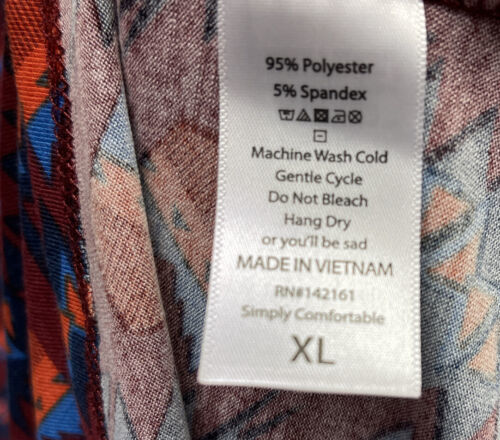 95% Polyester
5% Spandex
Machine Wash Cold
Gentle Cycle
Do Not Bleach
Hang Dry
or you'll be sad
MADE IN VIETNAM
RN#142161
Simply Comfortable
XL